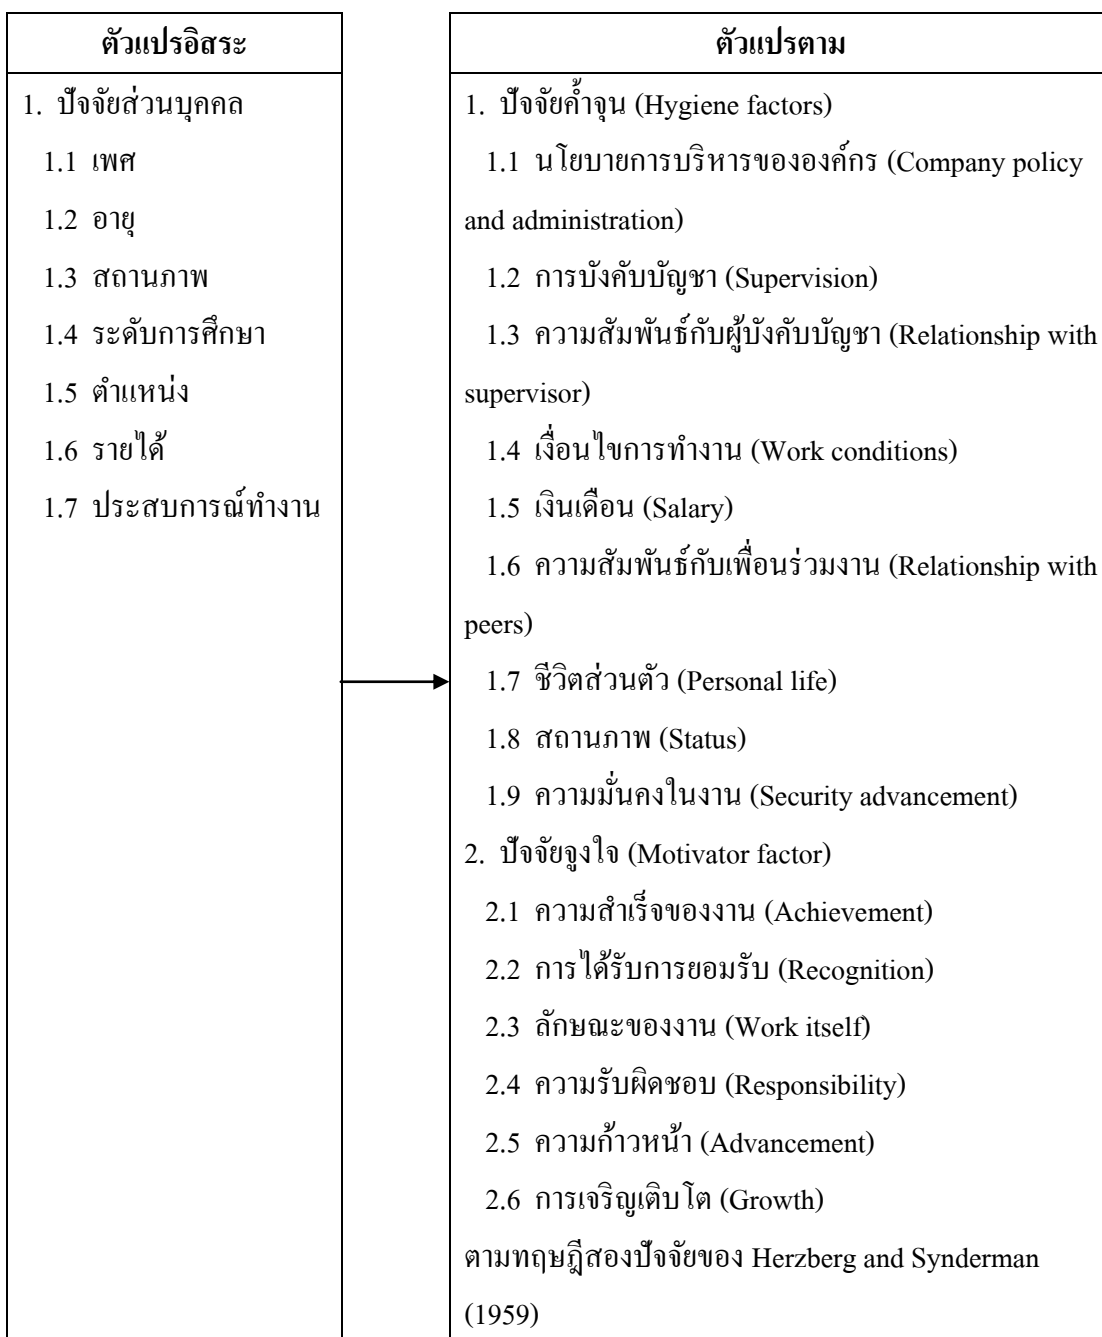 ตัวแปรอิสระ
1. ปัจจัยส่วนบุคคล
1.1 เพศ
1.2 อายุ
1.3 สถานภาพ
1.4 ระดับการศึกษา
1.5 ตำแหน่ง
1.6 รายได้
1.7 ประสบการณ์ทำงาน
ตัวแปรตาม
1. ปัจจัยค้ำจุน (Hygiene factors)
1.1 นโยบายการบริหารขององค์กร (Company policy
and administration)
1.2 การบังคับบัญชา (Supervision)
1.3 ความสัมพันธ์กับผู้บังคับบัญชา (Relationship with
supervisor)
1.4 เงื่อนไขการทำงาน (Work conditions)
1.5 เงินเดือน (Salary)
1.6 ความสัมพันธ์กับเพื่อนร่วมงาน (Relationship with
peers)
1.7 ชีวิตส่วนตัว (Personal life)
1.8 สถานภาพ (Status)
1.9 ความมั่นคงในงาน (Security advancement)
2. ปัจจัยจูงใจ (Motivator factor)
2.1 ความสำเร็จของงาน (Achievement)
2.2 การได้รับการยอมรับ (Recognition)
2.3 ลักษณะของงาน (Work itself)
2.4 ความรับผิดชอบ (Responsibility)
2.5 ความก้าวหน้า (Advancement)
2.6 การเจริญเติบโต (Growth)
ตามทฤษฎีสองปัจจัยของ Herzberg and Synderman
(1959)